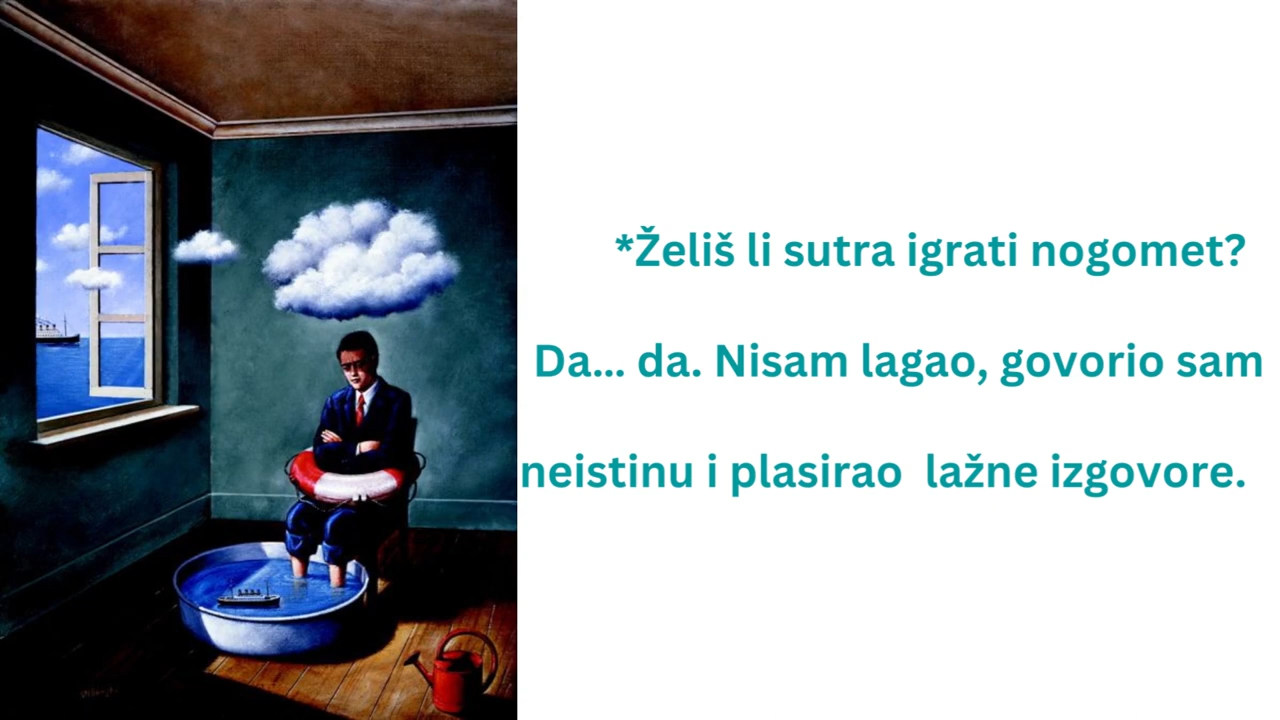 *Želiš li sutra igrati nogomet?
Da... da. Nisam lagao, govorio sam
neistinu i plasirao  lažne izgovore.